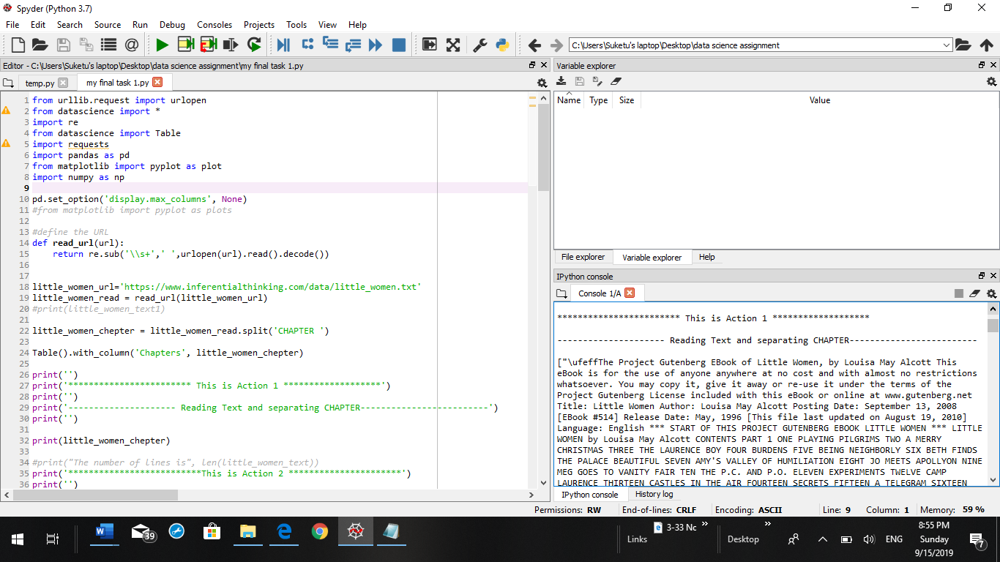 Spyder (Python 3.7)
File Edit Search Source Run Debug Consoles Projects Tools View Help
C:\Users\Suketu's laptop\Desktop\data science assignment
Editor - C:\Users\Suketu's laptop\Desktop\data science assignment\my final task 1.py
temp.py my final task 1.py
1 from urllib.request import urlopen
2 from datascience import *
3 import re
4 from datascience import Table
5 import requests
6 import pandas as pd
7 from matplotlib import pyplot as plot
8 import numpy as np
9
10 pd.set_option('display.max_columns', None)
11 #from matplotlib import pyplot as plots
12
13 #define the URL
14 def read_url(url):
15     return re.sub('\\s+',' ',urlopen(url).read().decode())
16
17
18 little_women_url='https://www.inferentialthinking.com/data/little_women.txt'
19 little_women_read = read_url(little_women_url)
20 #print(little_women_text1)
21
22 little_women_chepter = little_women_read.split('CHAPTER ')
23
24 Table().with_column('Chapters', little_women_chepter)
25
26 print('')
27 print('************************ This is Action 1 *******************')
28 print('')
29 print('--------------------- Reading Text and separating CHAPTER-------------------------')
30 print('')
31
32 print(little_women_chepter)
33
34 #print("The number of lines is", len(little_women_text))
35 print('**************************This is Action 2 **********************')
36 print('')
Variable explorer
Name Type Size Value
File explorer Variable explorer Help
IPython console
Console 1/A
************************ This is Action 1 *******************
--------------------- Reading Text and separating CHAPTER-------------------------
["\ufeffThe Project Gutenberg EBook of Little Women, by Louisa May Alcott This
eBook is for the use of anyone anywhere at no cost and with almost no restrictions
whatsoever. You may copy it, give it away or re-use it under the terms of the
Project Gutenberg License included with this eBook or online at www.gutenberg.net
Title: Little Women Author: Louisa May Alcott Posting Date: September 13, 2008
[EBook #514] Release Date: May, 1996 [This file last updated on August 19, 2010]
Language: English *** START OF THIS PROJECT GUTENBERG EBOOK LITTLE WOMEN *** LITTLE
WOMEN by Louisa May Alcott CONTENTS PART 1 ONE PLAYING PILGRIMS TWO A MERRY
CHRISTMAS THREE THE LAURENCE BOY FOUR BURDENS FIVE BEING NEIGHBORLY SIX BETH FINDS
THE PALACE BEAUTIFUL SEVEN AMY'S VALLEY OF HUMILIATION EIGHT JO MEETS APOLLYON NINE
MEG GOES TO VANITY FAIR TEN THE P.C. AND P.O. ELEVEN EXPERIMENTS TWELVE CAMP
LAURENCE THIRTEEN CASTLES IN THE AIR FOURTEEN SECRETS FIFTEEN A TELEGRAM SIXTEEN
IPython console History log
Permissions: RW End-of-lines: CRLF Encoding: ASCII Line: 9 Column: 1 Memory: 59 %
39
3-33 Nc
Links
Desktop
ENG
8:55 PM
Sunday
9/15/2019
7